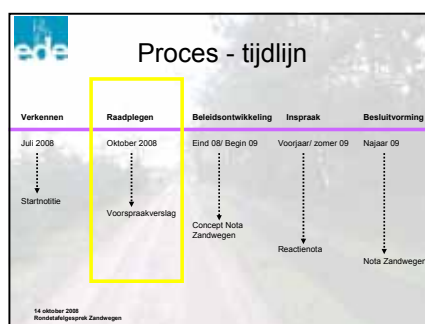 ede
Proces - tijdlijn
Verkennen
Raadplegen
Beleidsontwikkeling
Inspraak
Besluitvorming
Juli 2008
Oktober 2008
Eind 08/ Begin 09
Voorjaar/ zomer 09
Najaar 09
Startnotitie
Voorspraakverslag
Concept Nota
Zandwegen
Reactienota
Nota Zandwegen
14 oktober 2008
Rondetafelgesprek Zandwegen